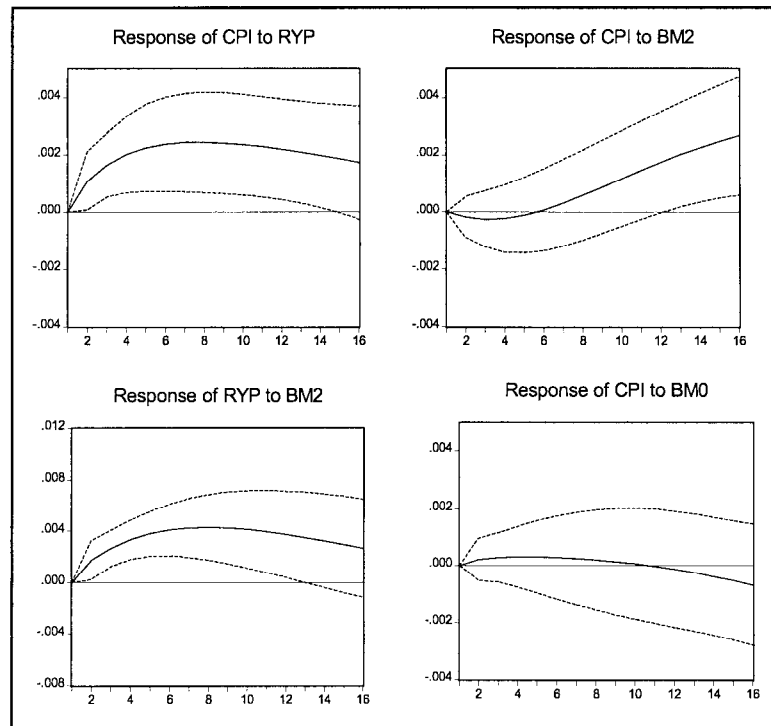 Response of CPI to RYP
.004
.002
.000
-.002
-.004
2 4 6 8 10 12 14 16
Response of CPI to BM2
.004
.002
.000
-.002
-.004
2 4 6 8 10 12 14 16
Response of RYP to BM2
.012
.008
.004
.000
-.004
-.008
2 4 6 8 10 12 14 16
Response of CPI to BM0
.004
.002
.000
-.002
-.004
2 4 6 8 10 12 14 16